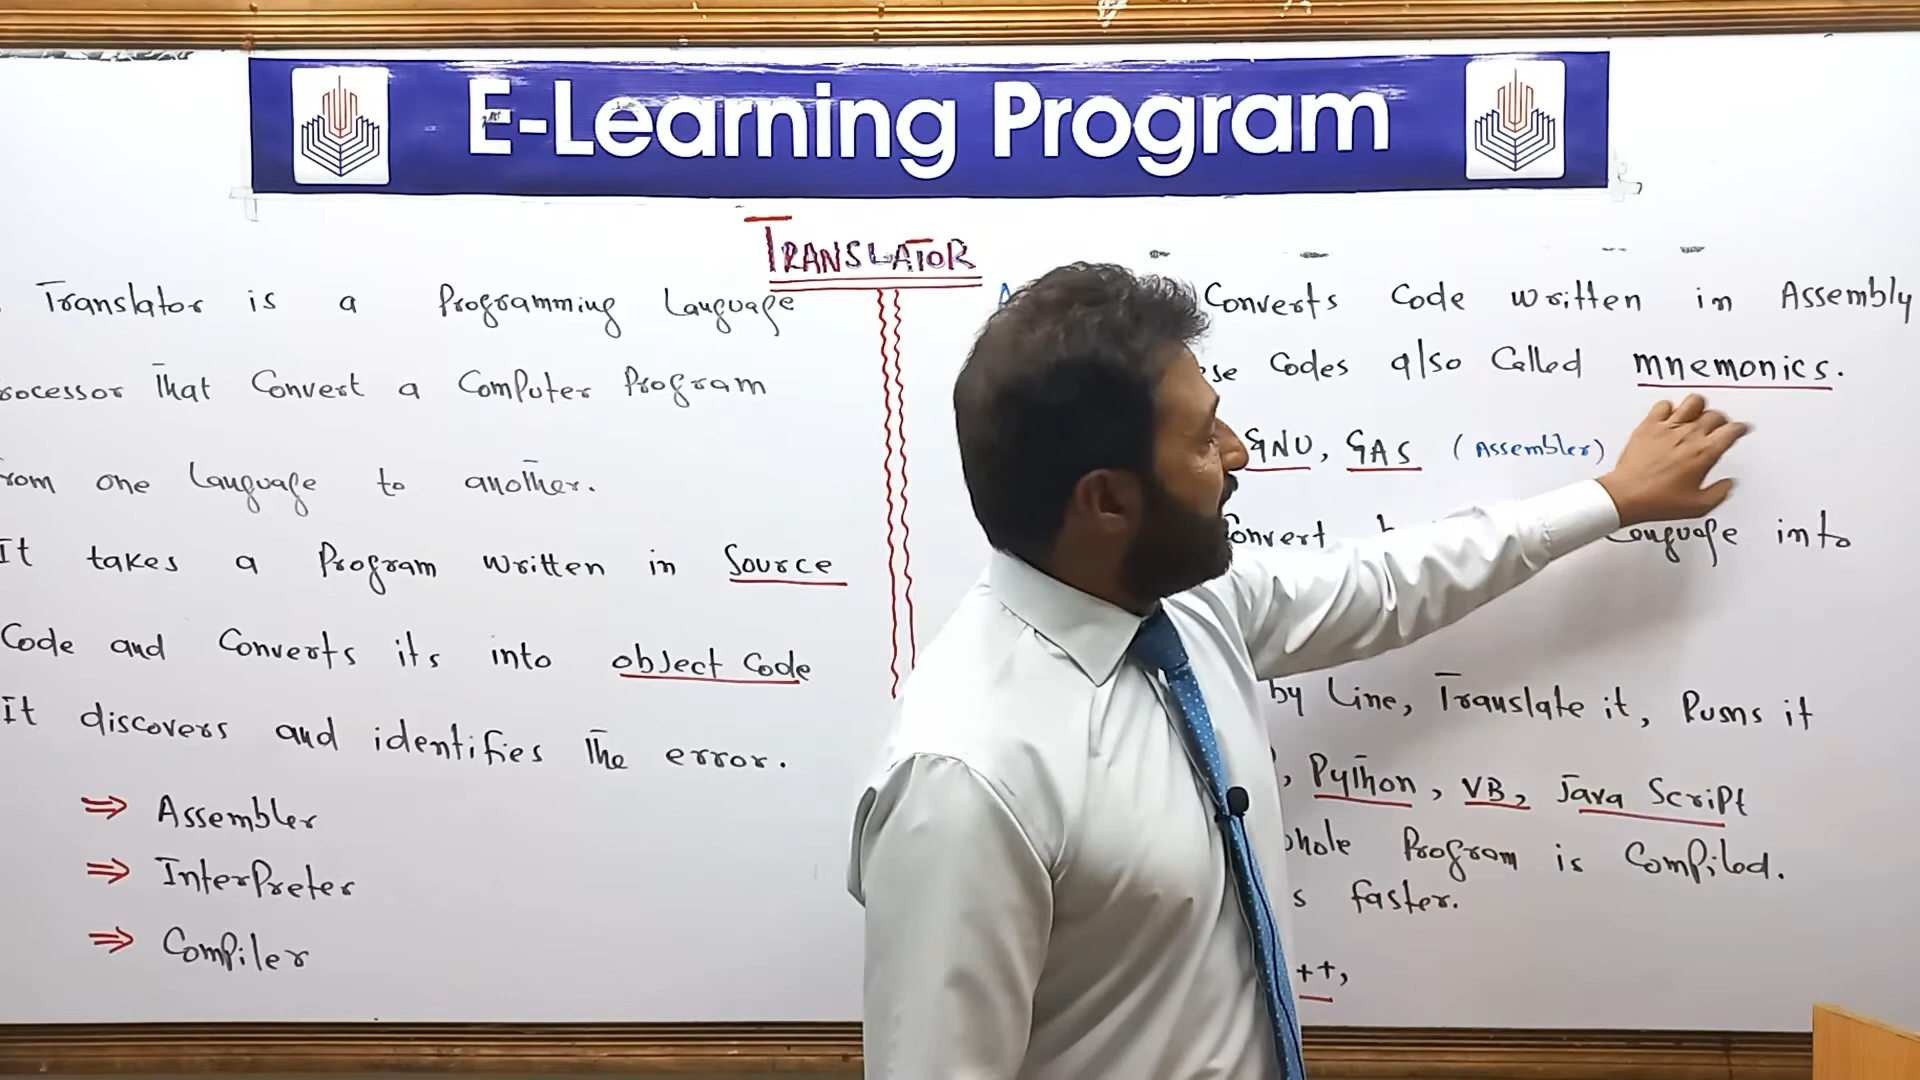 E-Learning Program
TRANSLATOR
Translator is a Programming Language
rocessor That Convert a Computer Program
rom one language to another.
It takes a Program written in Source
Code and Converts its into object Code
It discovers and identifies The error.
⇒ Assembler
⇒ Interpreter
⇒ Compiler
Converts Code written in Assembly
se Codes also Called mnemonics.
GNU, GAS (Assembler)
Convert Language into
by Line, Translate it, Runs it
, Python, VB, Java Script
whole Program is Compiled.
s faster.
++,